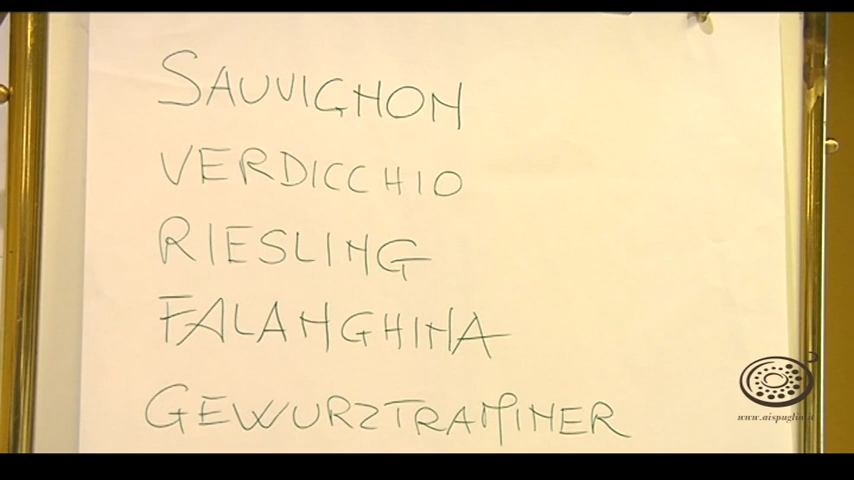 SAUVIGNON
VERDICCHIO
RIESLING
FALANGHINA
GEWURZTRAMINER
www.aispuglia.it